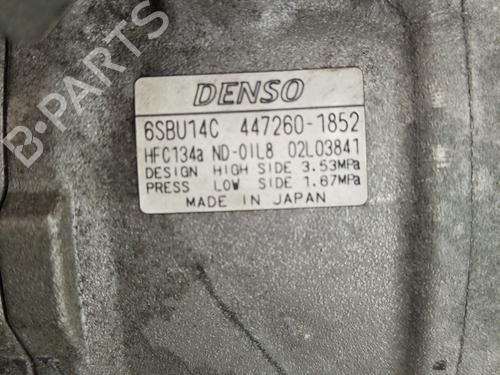 B-PARTS
DENSO
6SBU14C 447260-1852
HFC134a ND-OIL8 02L03841
DESIGN HIGH SIDE 3.53MPa
PRESS LOW SIDE 1.67MPa
MADE IN JAPAN